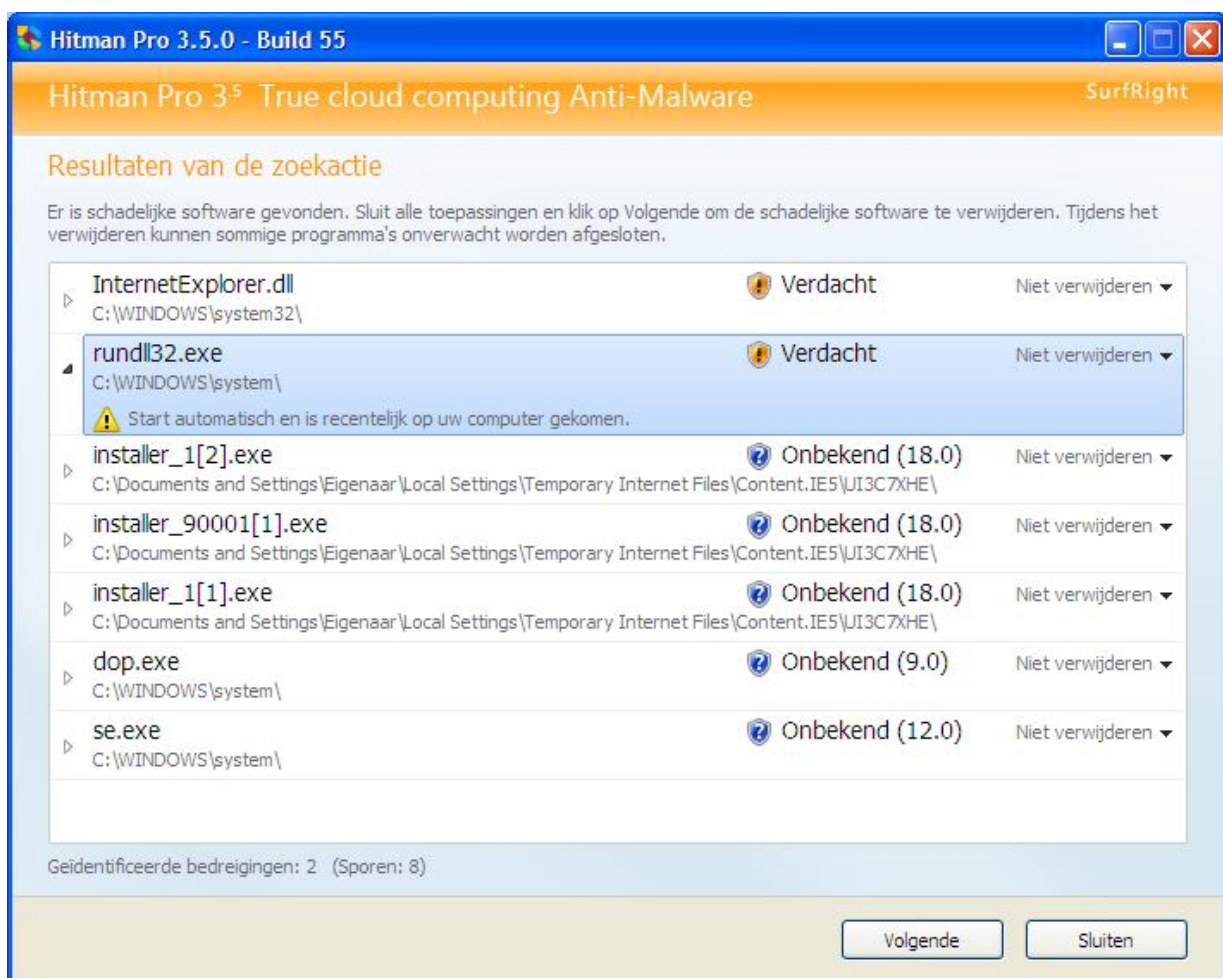 Hitman Pro 3.5.0 - Build 55
Hitman Pro 3⁵ True cloud computing Anti-Malware
SurfRight
Resultaten van de zoekactie
Er is schadelijke software gevonden. Sluit alle toepassingen en klik op Volgende om de schadelijke software te verwijderen. Tijdens het
verwijderen kunnen sommige programma's onverwacht worden afgesloten.
InternetExplorer.dll Verdacht Niet verwijderen
C:\WINDOWS\system32\
rundll32.exe Verdacht Niet verwijderen
C:\WINDOWS\system\
Start automatisch en is recentelijk op uw computer gekomen.
installer_1[2].exe Onbekend (18.0) Niet verwijderen
C:\Documents and Settings\Eigenaar\Local Settings\Temporary Internet Files\Content.IE5\UI3C7XHE\
installer_90001[1].exe Onbekend (18.0) Niet verwijderen
C:\Documents and Settings\Eigenaar\Local Settings\Temporary Internet Files\Content.IE5\UI3C7XHE\
installer_1[1].exe Onbekend (18.0) Niet verwijderen
C:\Documents and Settings\Eigenaar\Local Settings\Temporary Internet Files\Content.IE5\UI3C7XHE\
dop.exe Onbekend (9.0) Niet verwijderen
C:\WINDOWS\system\
se.exe Onbekend (12.0) Niet verwijderen
C:\WINDOWS\system\
Geïdentificeerde bedreigingen: 2 (Sporen: 8)
Volgende
Sluiten